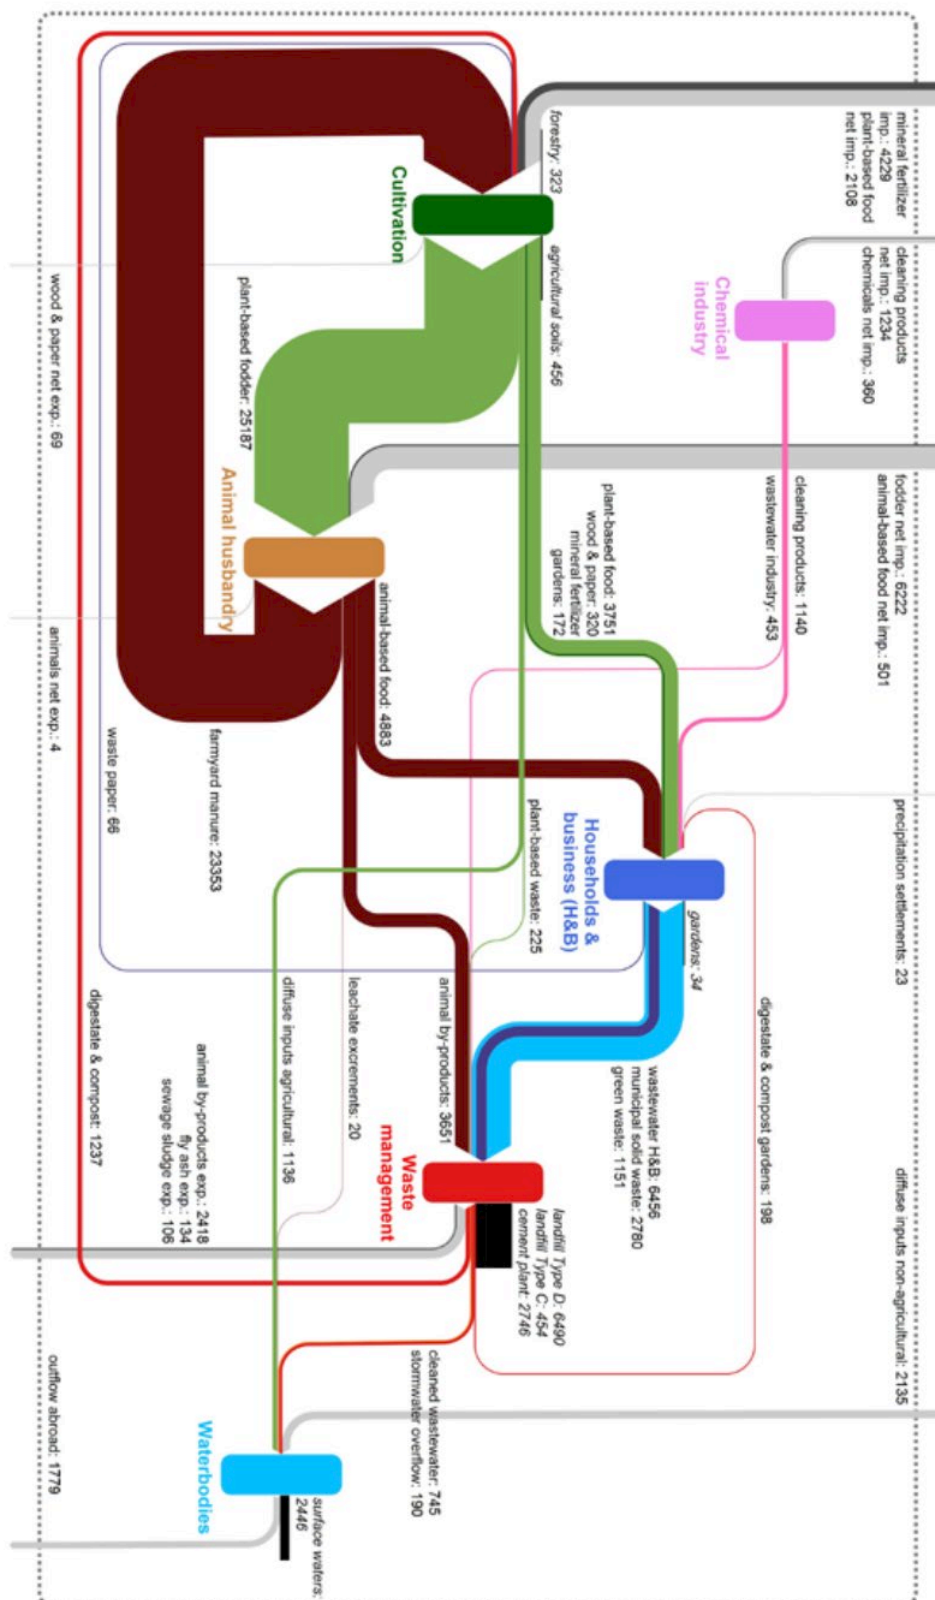 mineral fertilizer
imp.: 4229
plant-based food
net imp.: 2108
cleaning products
net imp.: 1234
chemicals net imp.: 360
fodder net imp.: 6222
animal-based food net imp.: 501
precipitation settlements: 23
diffuse inputs non-agricultural: 2135
Chemical
industry
cleaning products: 1140
wastewater industry: 453
digestate & compost gardens: 198
forestry: 323
agricultural soils: 456
plant-based food: 3751
wood & paper: 320
mineral fertilizer
gardens: 172
gardens: 34
Households &
business (H&B)
wastewater H&B: 6456
municipal solid waste: 2780
green waste: 1151
plant-based waste: 225
landfill Type D: 6490
landfill Type C: 454
cement plant: 2746
Cultivation
animal-based food: 4883
animal by-products: 3651
Waste
management
cleaned wastewater: 745
stormwater overflow: 190
plant-based fodder: 25187
Animal husbandry
leachate excrements: 20
diffuse inputs agricultural: 1136
surface waters:
2446
Waterbodies
farmyard manure: 23353
animal by-products exp.: 2418
fly ash exp.: 134
sewage sludge exp.: 106
waste paper: 66
digestate & compost: 1237
wood & paper net exp.: 69
animals net exp.: 4
outflow abroad: 1779